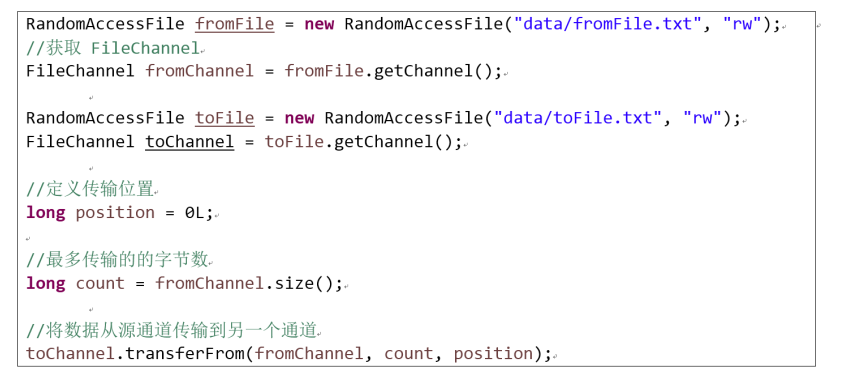 RandomAccessFile fromFile = new RandomAccessFile("data/fromFile.txt", "rw");
//获取 FileChannel
FileChannel fromChannel = fromFile.getChannel();
RandomAccessFile toFile = new RandomAccessFile("data/toFile.txt", "rw");
FileChannel toChannel = toFile.getChannel();
//定义传输位置
long position = 0L;
//最多传输的的字节数
long count = fromChannel.size();
//将数据从源通道传输到另一个通道
toChannel.transferFrom(fromChannel, count, position);